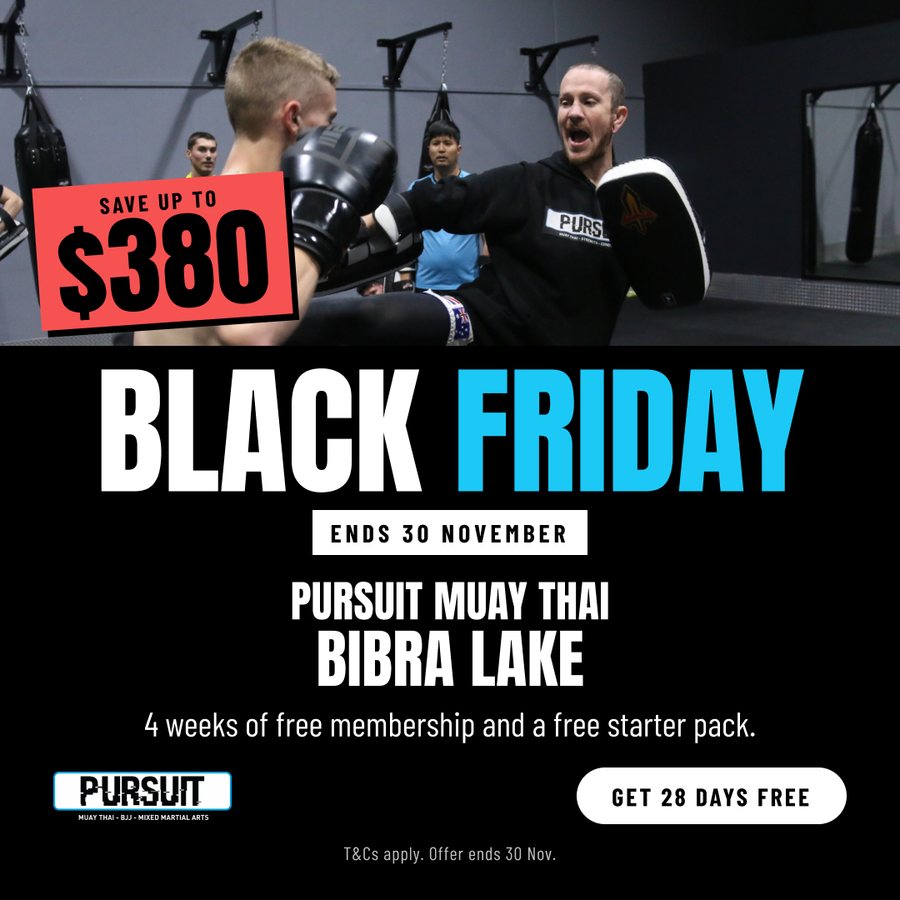 SAVE UP TO
$380
PURS
BLACK FRIDAY
ENDS 30 NOVEMBER
PURSUIT MUAY THAI
BIBRA LAKE
4 weeks of free membership and a free starter pack.
PURSUIT
MUAY THAI - BJJ - MIXED MARTIAL ARTS
GET 28 DAYS FREE
T&Cs apply. Offer ends 30 Nov.